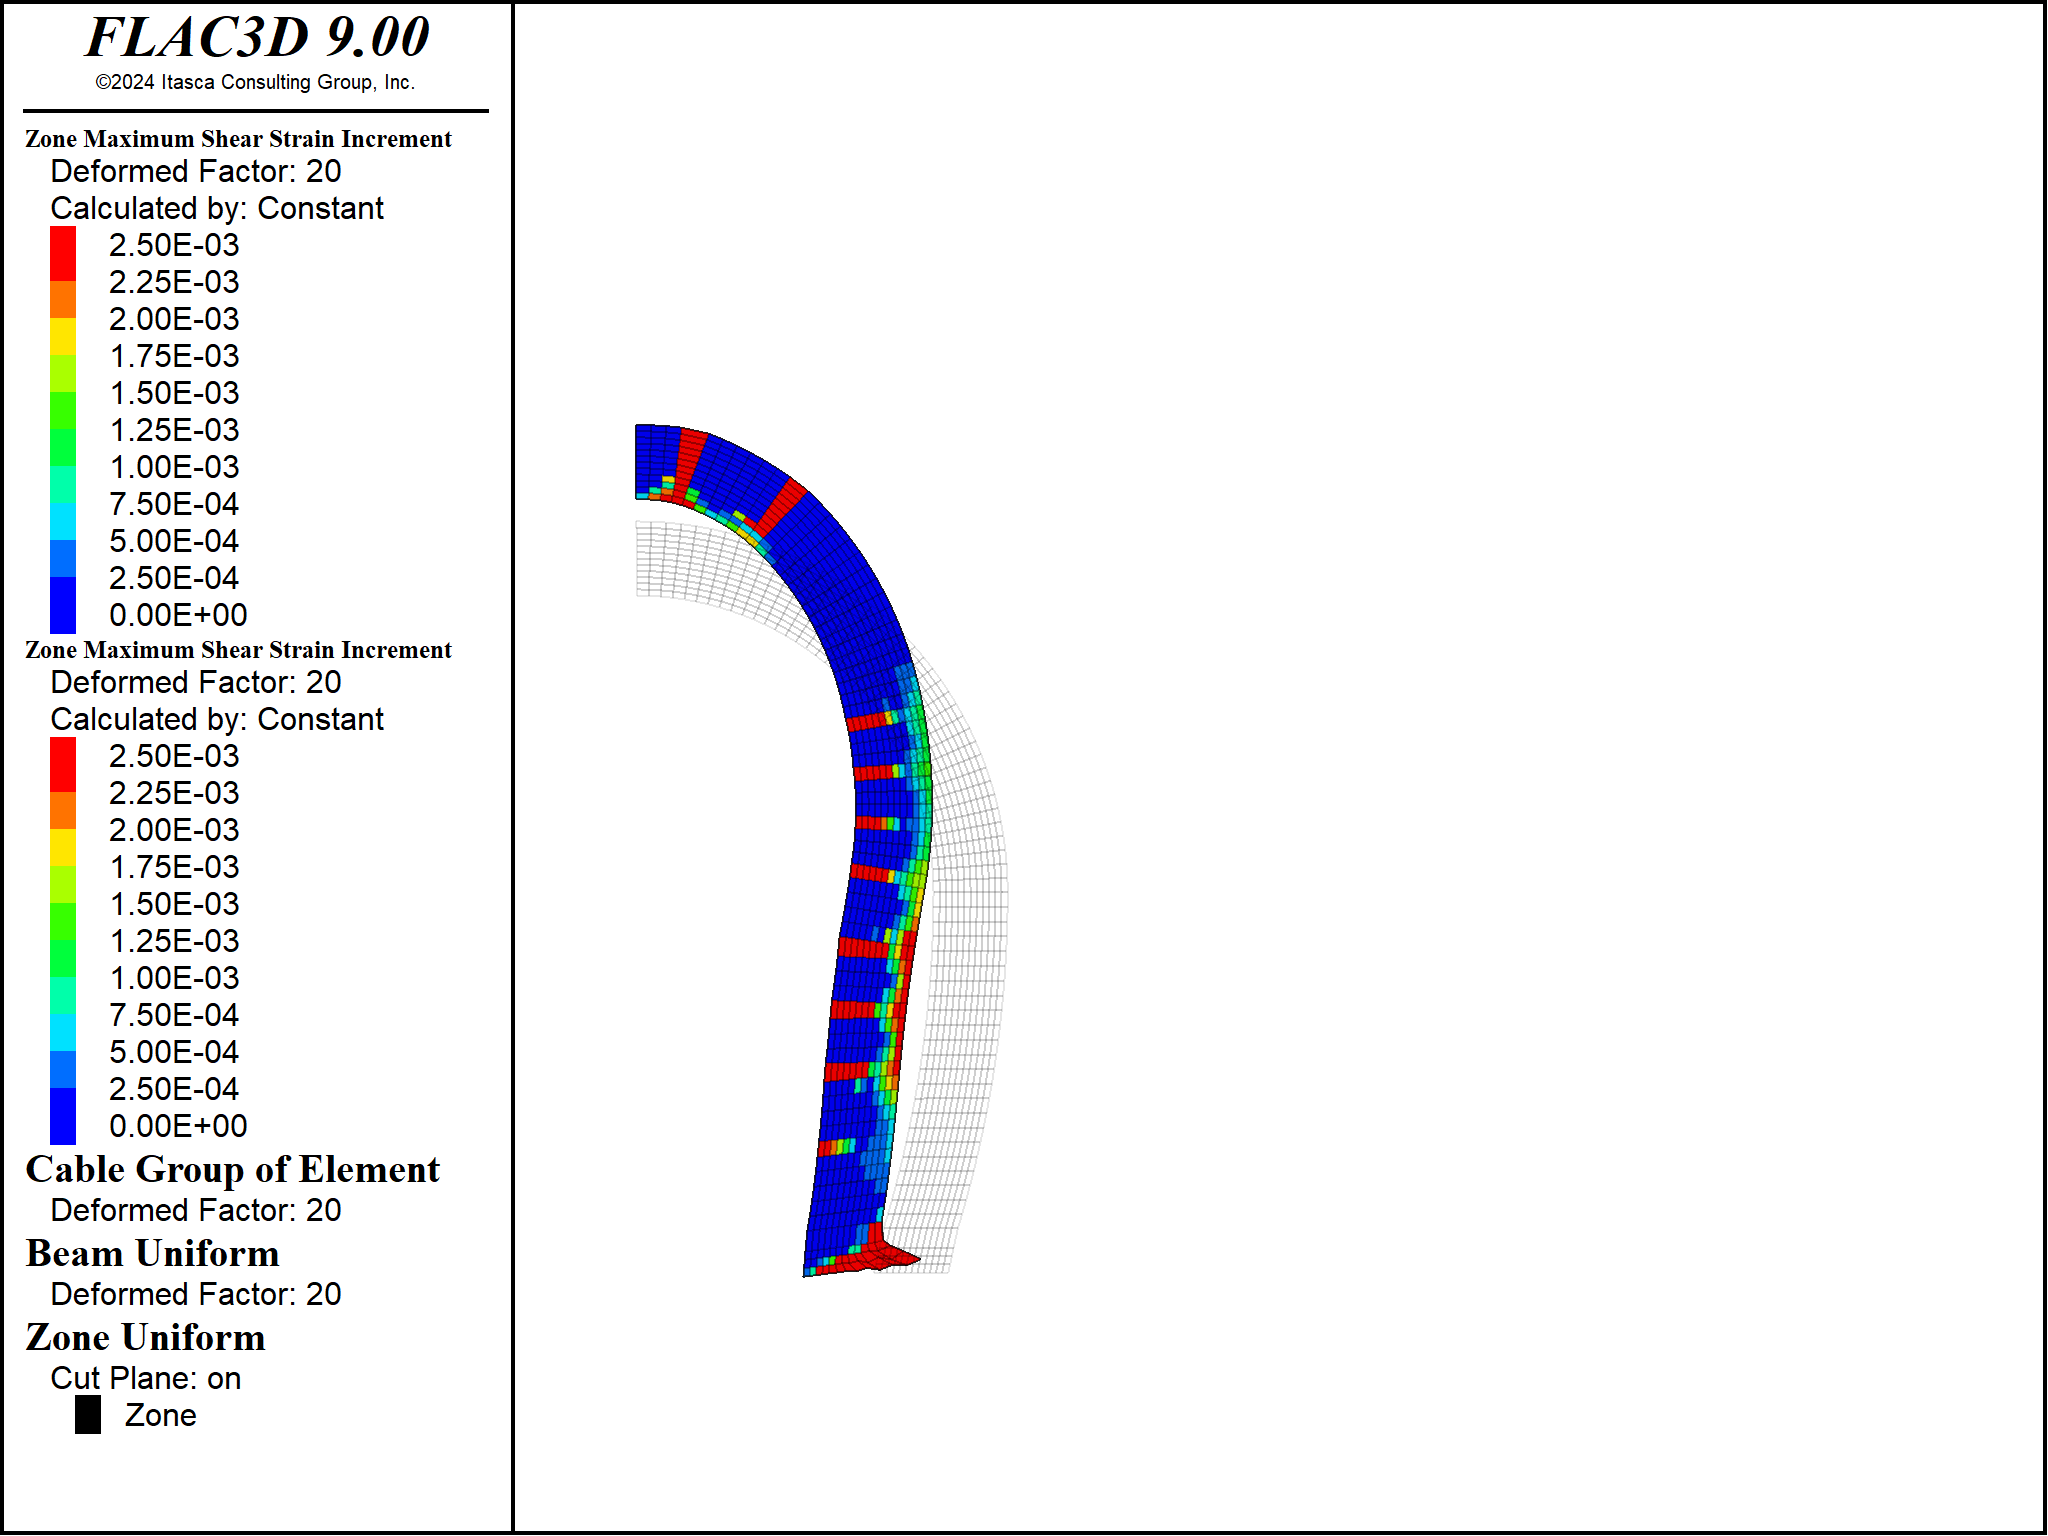 FLAC3D 9.00
©2024 Itasca Consulting Group, Inc.
Zone Maximum Shear Strain Increment
Deformed Factor: 20
Calculated by: Constant
2.50E-03
2.25E-03
2.00E-03
1.75E-03
1.50E-03
1.25E-03
1.00E-03
7.50E-04
5.00E-04
2.50E-04
0.00E+00
Zone Maximum Shear Strain Increment
Deformed Factor: 20
Calculated by: Constant
2.50E-03
2.25E-03
2.00E-03
1.75E-03
1.50E-03
1.25E-03
1.00E-03
7.50E-04
5.00E-04
2.50E-04
0.00E+00
Cable Group of Element
Deformed Factor: 20
Beam Uniform
Deformed Factor: 20
Zone Uniform
Cut Plane: on
Zone